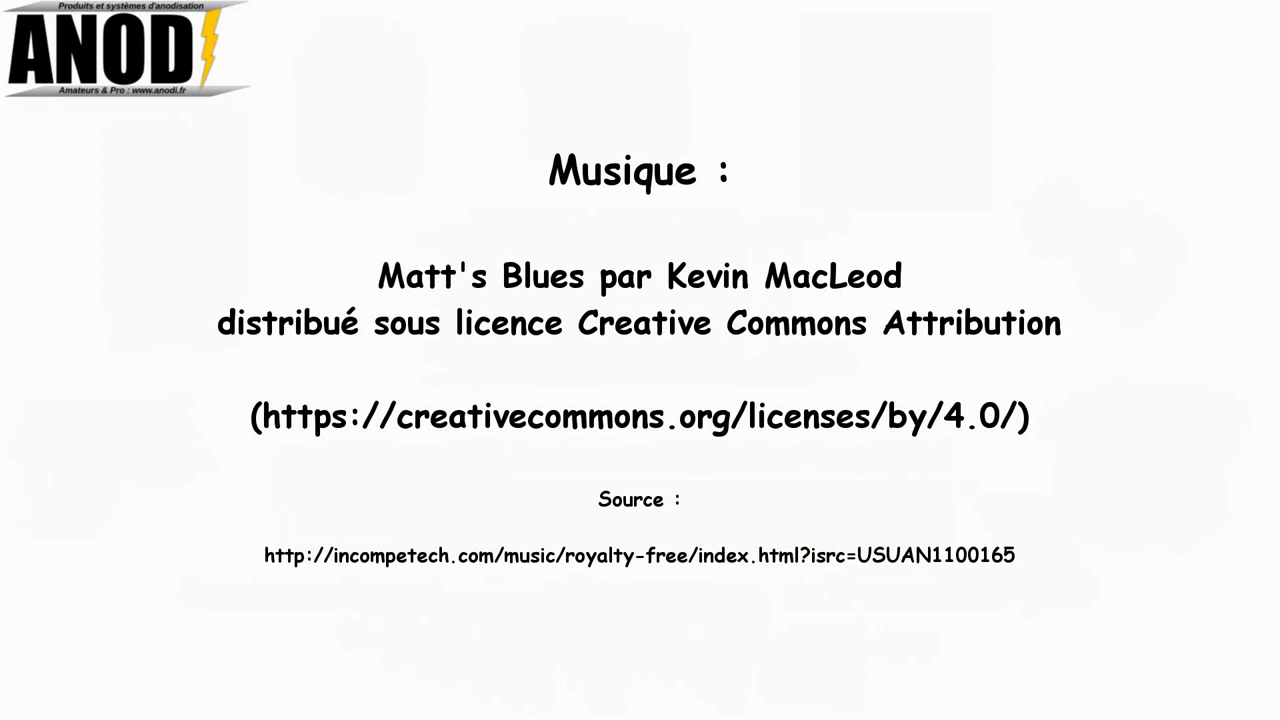 Produits et systèmes d'anodisation
ANODI
Amateurs & Pro : www.anodi.fr
Musique :
Matt's Blues par Kevin MacLeod
distribué sous licence Creative Commons Attribution
(https://creativecommons.org/licenses/by/4.0/)
Source :
http://incompetech.com/music/royalty-free/index.html?isrc=USUAN1100165